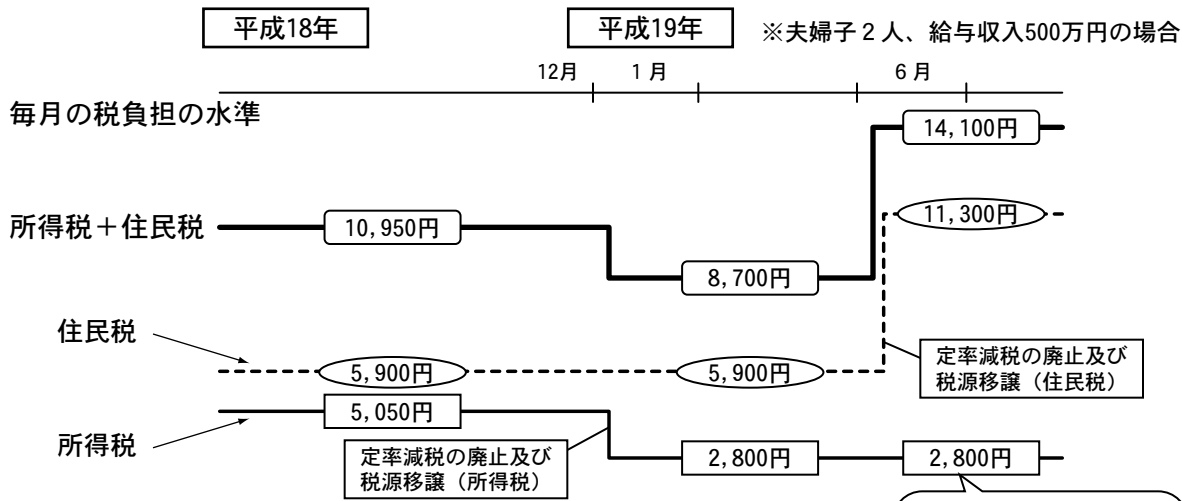 平成18年
平成19年
※夫婦子2人、給与収入500万円の場合
12月
1月
6月
毎月の税負担の水準
14,100円
所得税+住民税
10,950円
11,300円
8,700円
住民税
5,900円
5,900円
定率減税の廃止及び
税源移譲(住民税)
5,050円
所得税
定率減税の廃止及び
税源移譲(所得税)
2,800円
2,800円